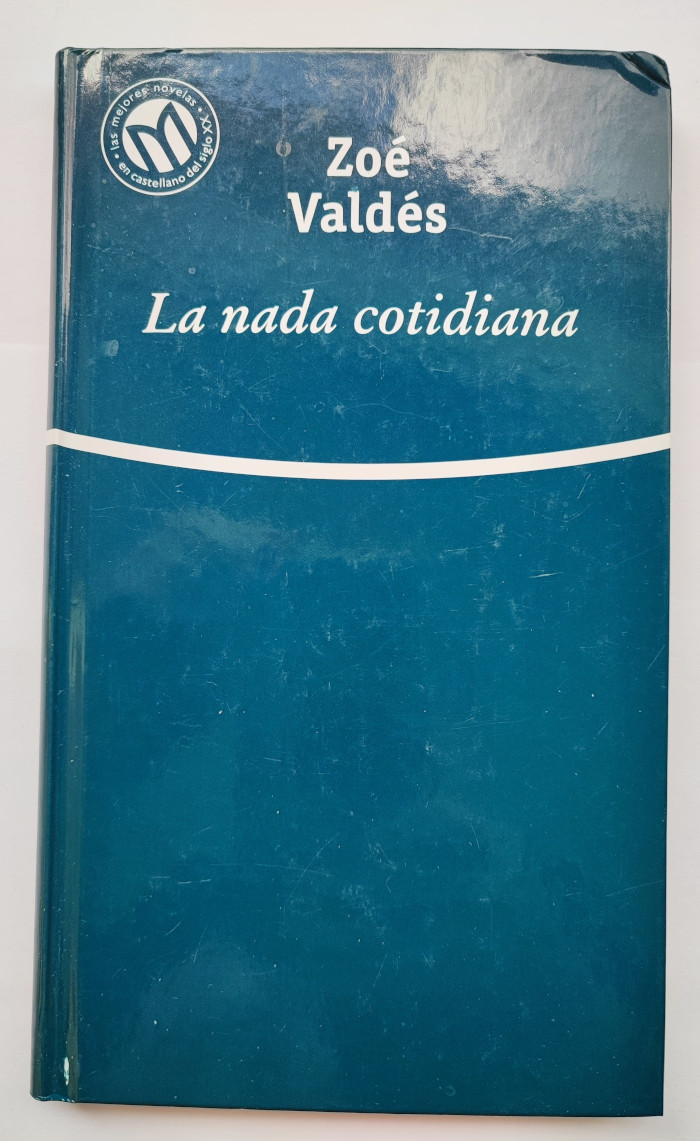 • las mejores novelas •
en castellano del siglo XX
Zoé
Valdés
La nada cotidiana